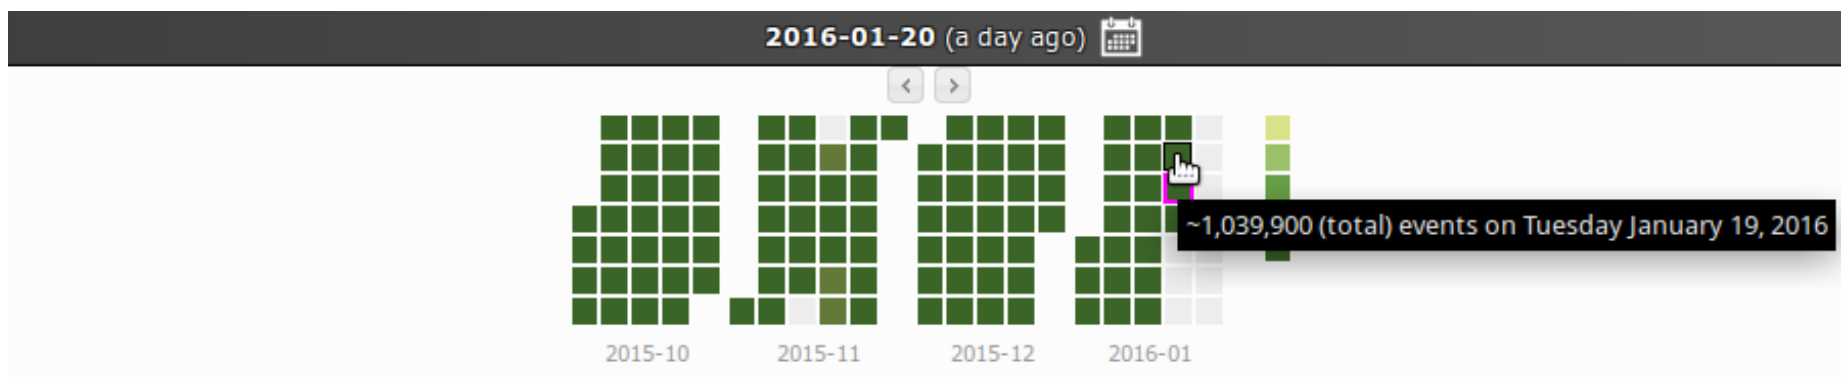 2016-01-20 (a day ago)
~1,039,900 (total) events on Tuesday January 19, 2016
2015-10 2015-11 2015-12 2016-01